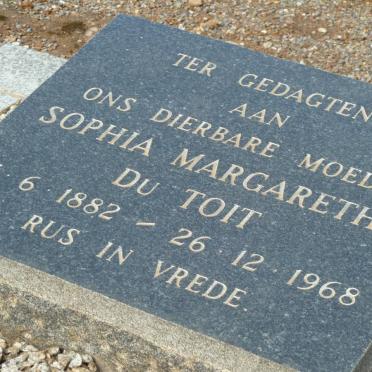 TER GEDAGTEN
AAN
ONS DIERBARE MOED
SOPHIA MARGARETH
DU TOIT
6 1882 — 26.12.1968
RUS IN VREDE.